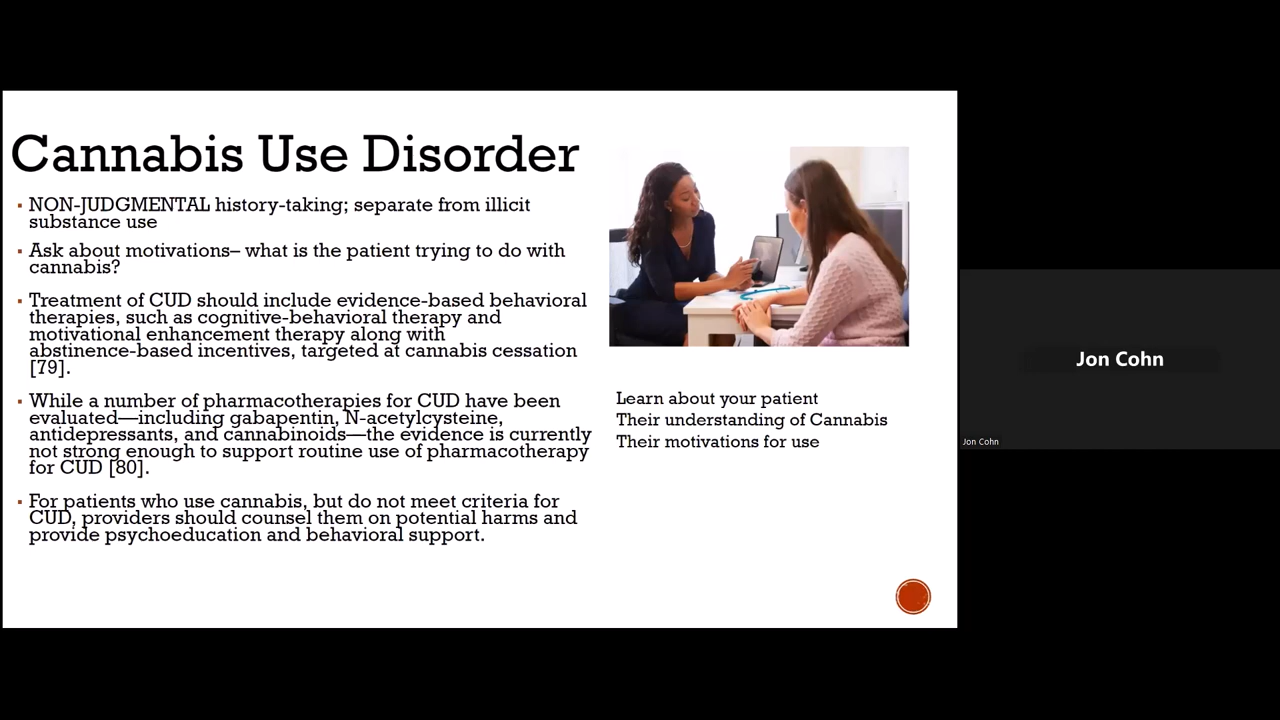 Cannabis Use Disorder
▪ NON-JUDGMENTAL history-taking; separate from illicit
substance use
▪ Ask about motivations– what is the patient trying to do with
cannabis?
▪ Treatment of CUD should include evidence-based behavioral
therapies, such as cognitive-behavioral therapy and
motivational enhancement therapy along with
abstinence-based incentives, targeted at cannabis cessation
[79].
▪ While a number of pharmacotherapies for CUD have been
evaluated—including gabapentin, N-acetylcysteine,
antidepressants, and cannabinoids—the evidence is currently
not strong enough to support routine use of pharmacotherapy
for CUD [80].
▪ For patients who use cannabis, but do not meet criteria for
CUD, providers should counsel them on potential harms and
provide psychoeducation and behavioral support.
Learn about your patient
Their understanding of Cannabis
Their motivations for use
Jon Cohn
Jon Cohn